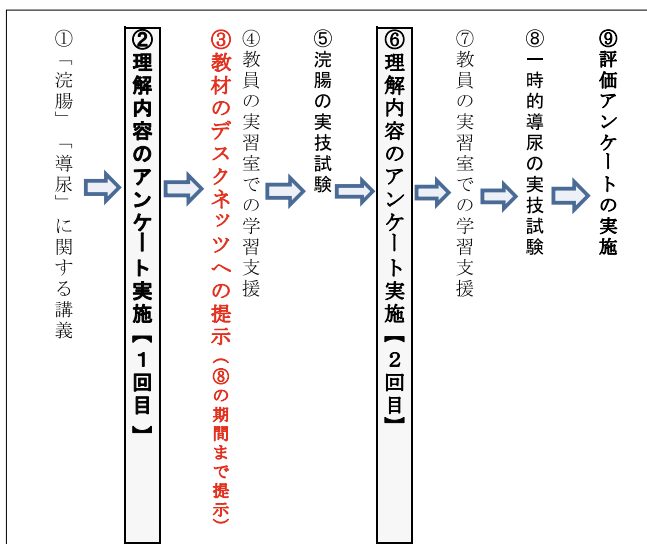 ①「浣腸」「導尿」に関する講義
②理解内容のアンケート実施【1回目】
③教材のデスクネッツへの提示（⑧の期間まで提示）
④教員の実習室での学習支援
⑤浣腸の実技試験
⑥理解内容のアンケート実施【2回目】
⑦教員の実習室での学習支援
⑧一時的導尿の実技試験
⑨評価アンケートの実施